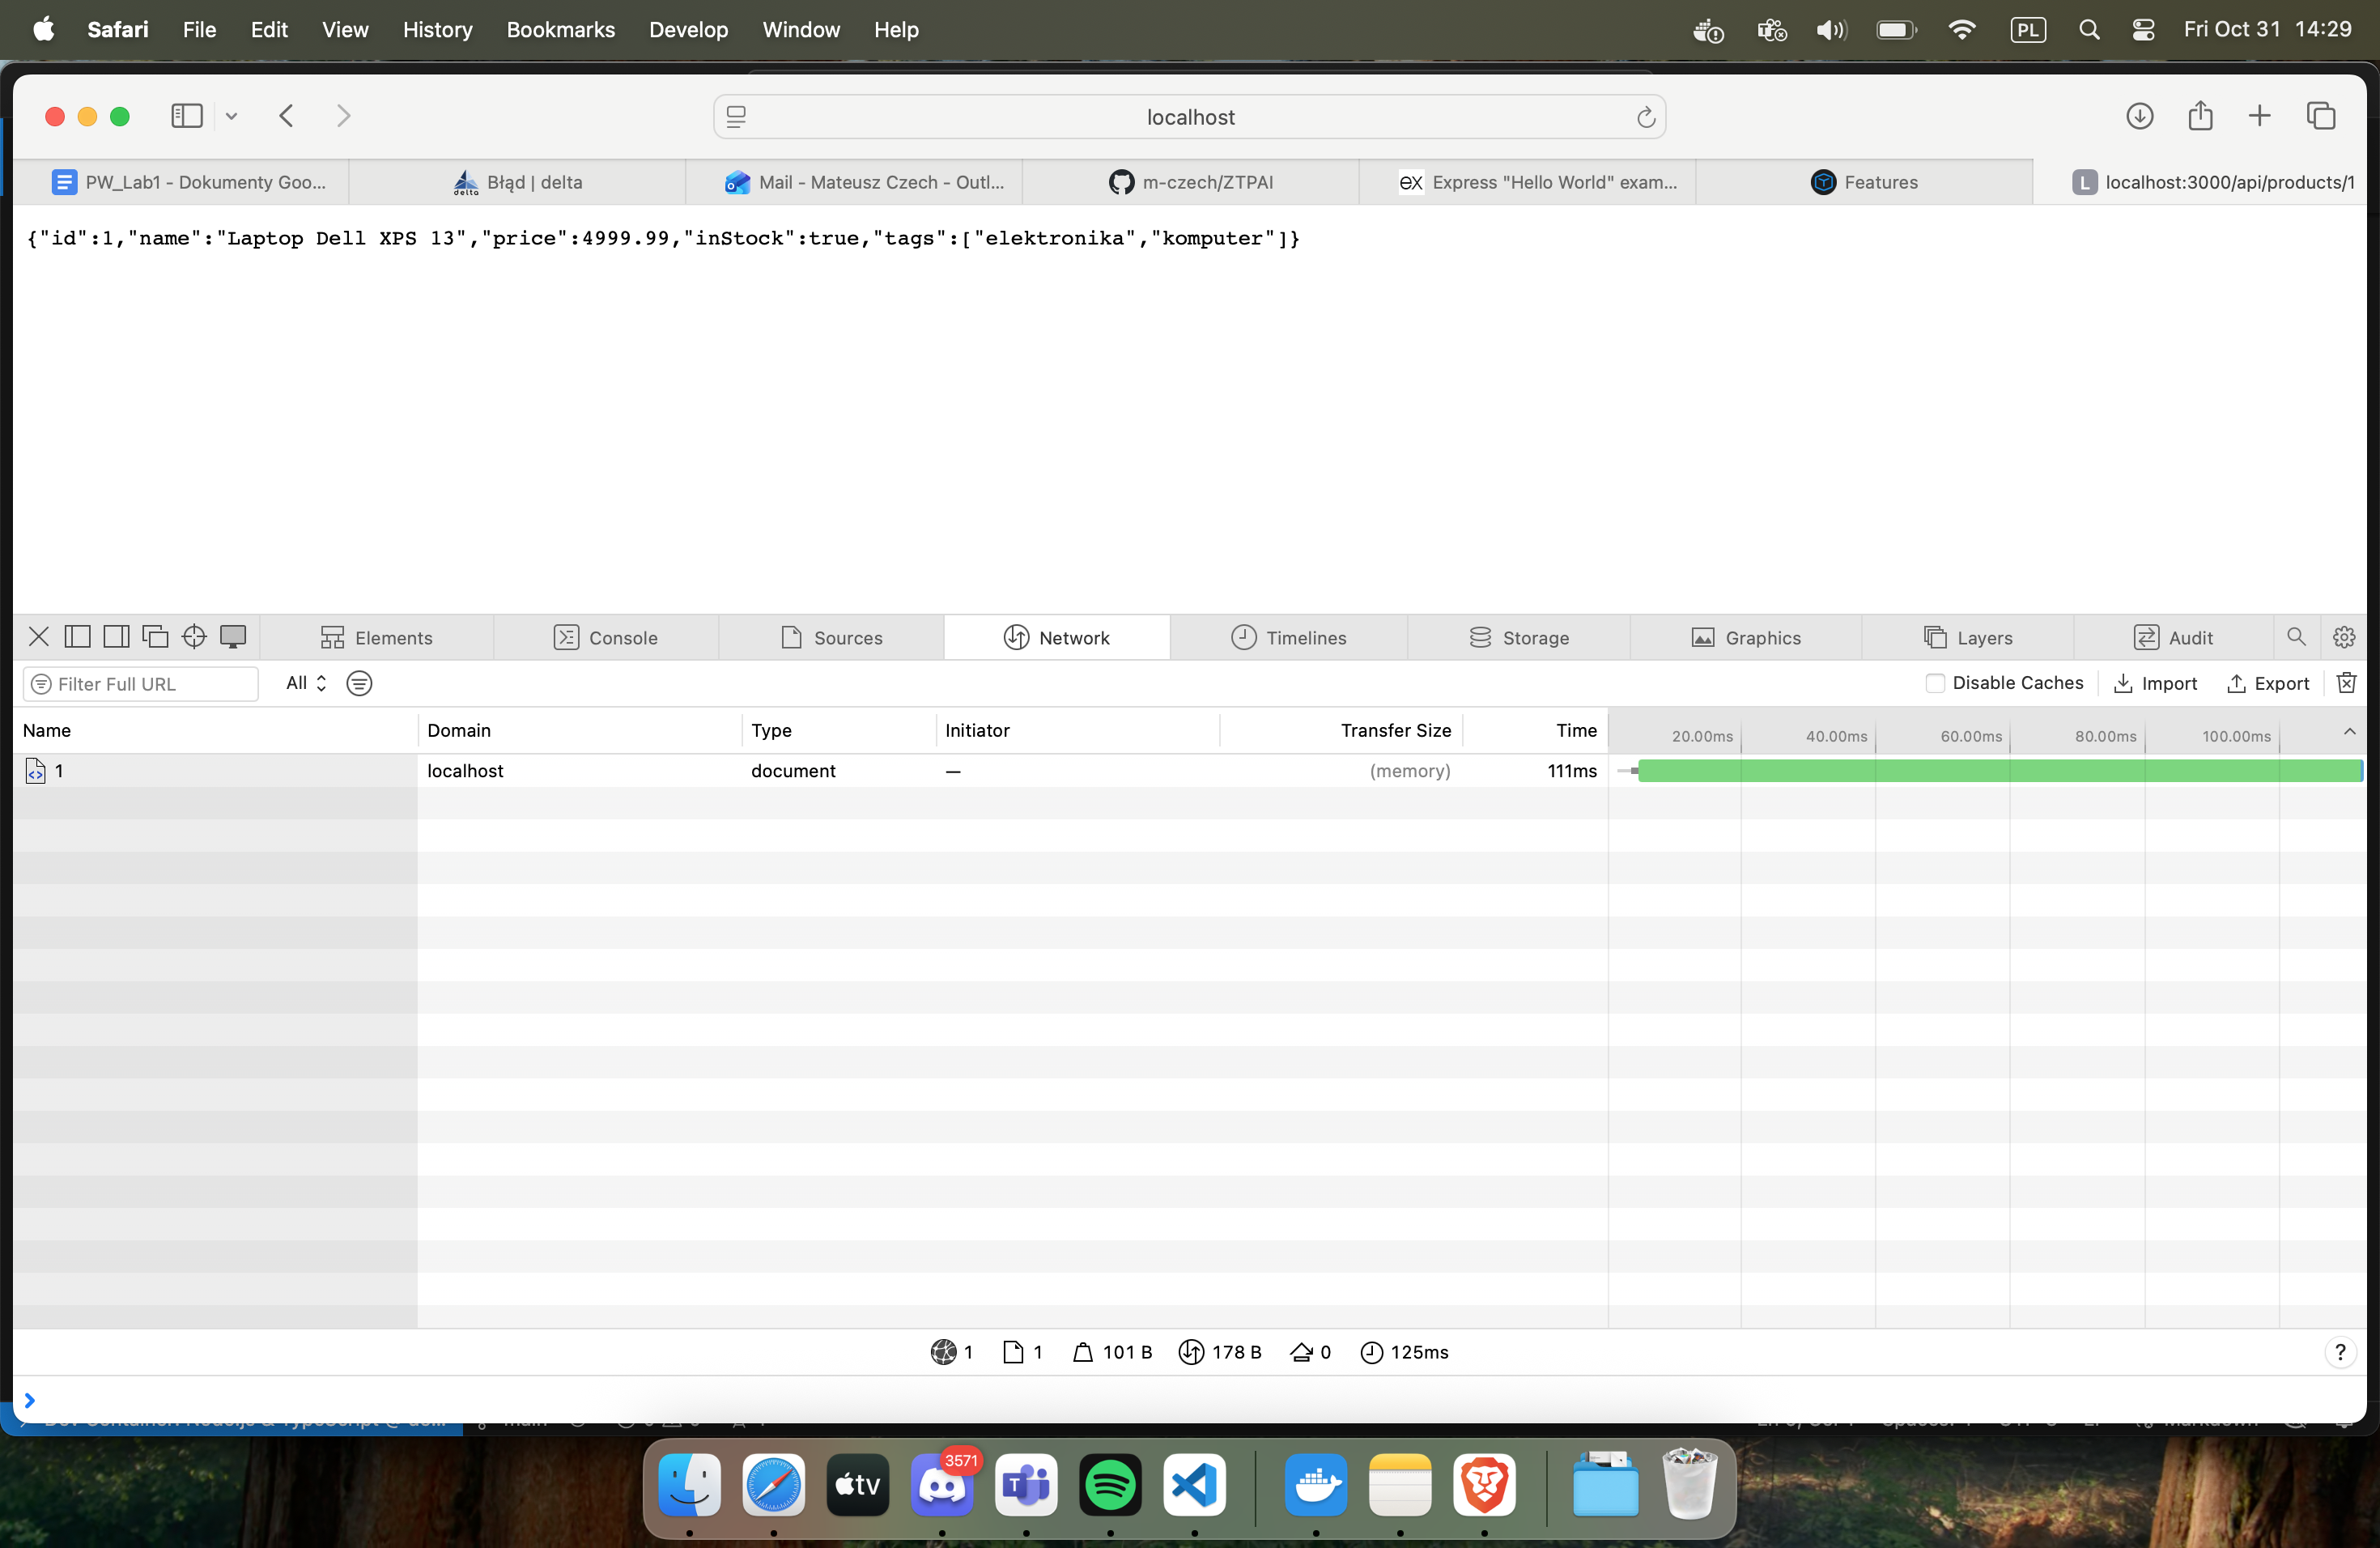 Safari File Edit View History Bookmarks Develop Window Help PL Fri Oct 31 14:29
localhost
PW_Lab1 - Dokumenty Goo... Błąd | delta Mail - Mateusz Czech - Outl... m-czech/ZTPAI ex Express "Hello World" exam... Features L localhost:3000/api/products/1
{"id":1,"name":"Laptop Dell XPS 13","price":4999.99,"inStock":true,"tags":["elektronika","komputer"]}
Elements Console Sources Network Timelines Storage Graphics Layers Audit
Filter Full URL All Disable Caches Import Export
Name Domain Type Initiator Transfer Size Time 20.00ms 40.00ms 60.00ms 80.00ms 100.00ms
1 localhost document — (memory) 111ms
1 1 101 B 178 B 0 125ms ?
tv 3571 T